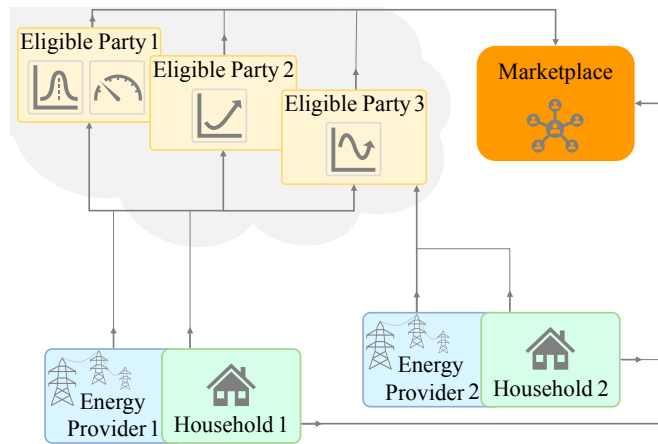 Eligible Party 1
Eligible Party 2
Eligible Party 3
Marketplace
Energy
Provider 1
Household 1
Energy
Provider 2
Household 2